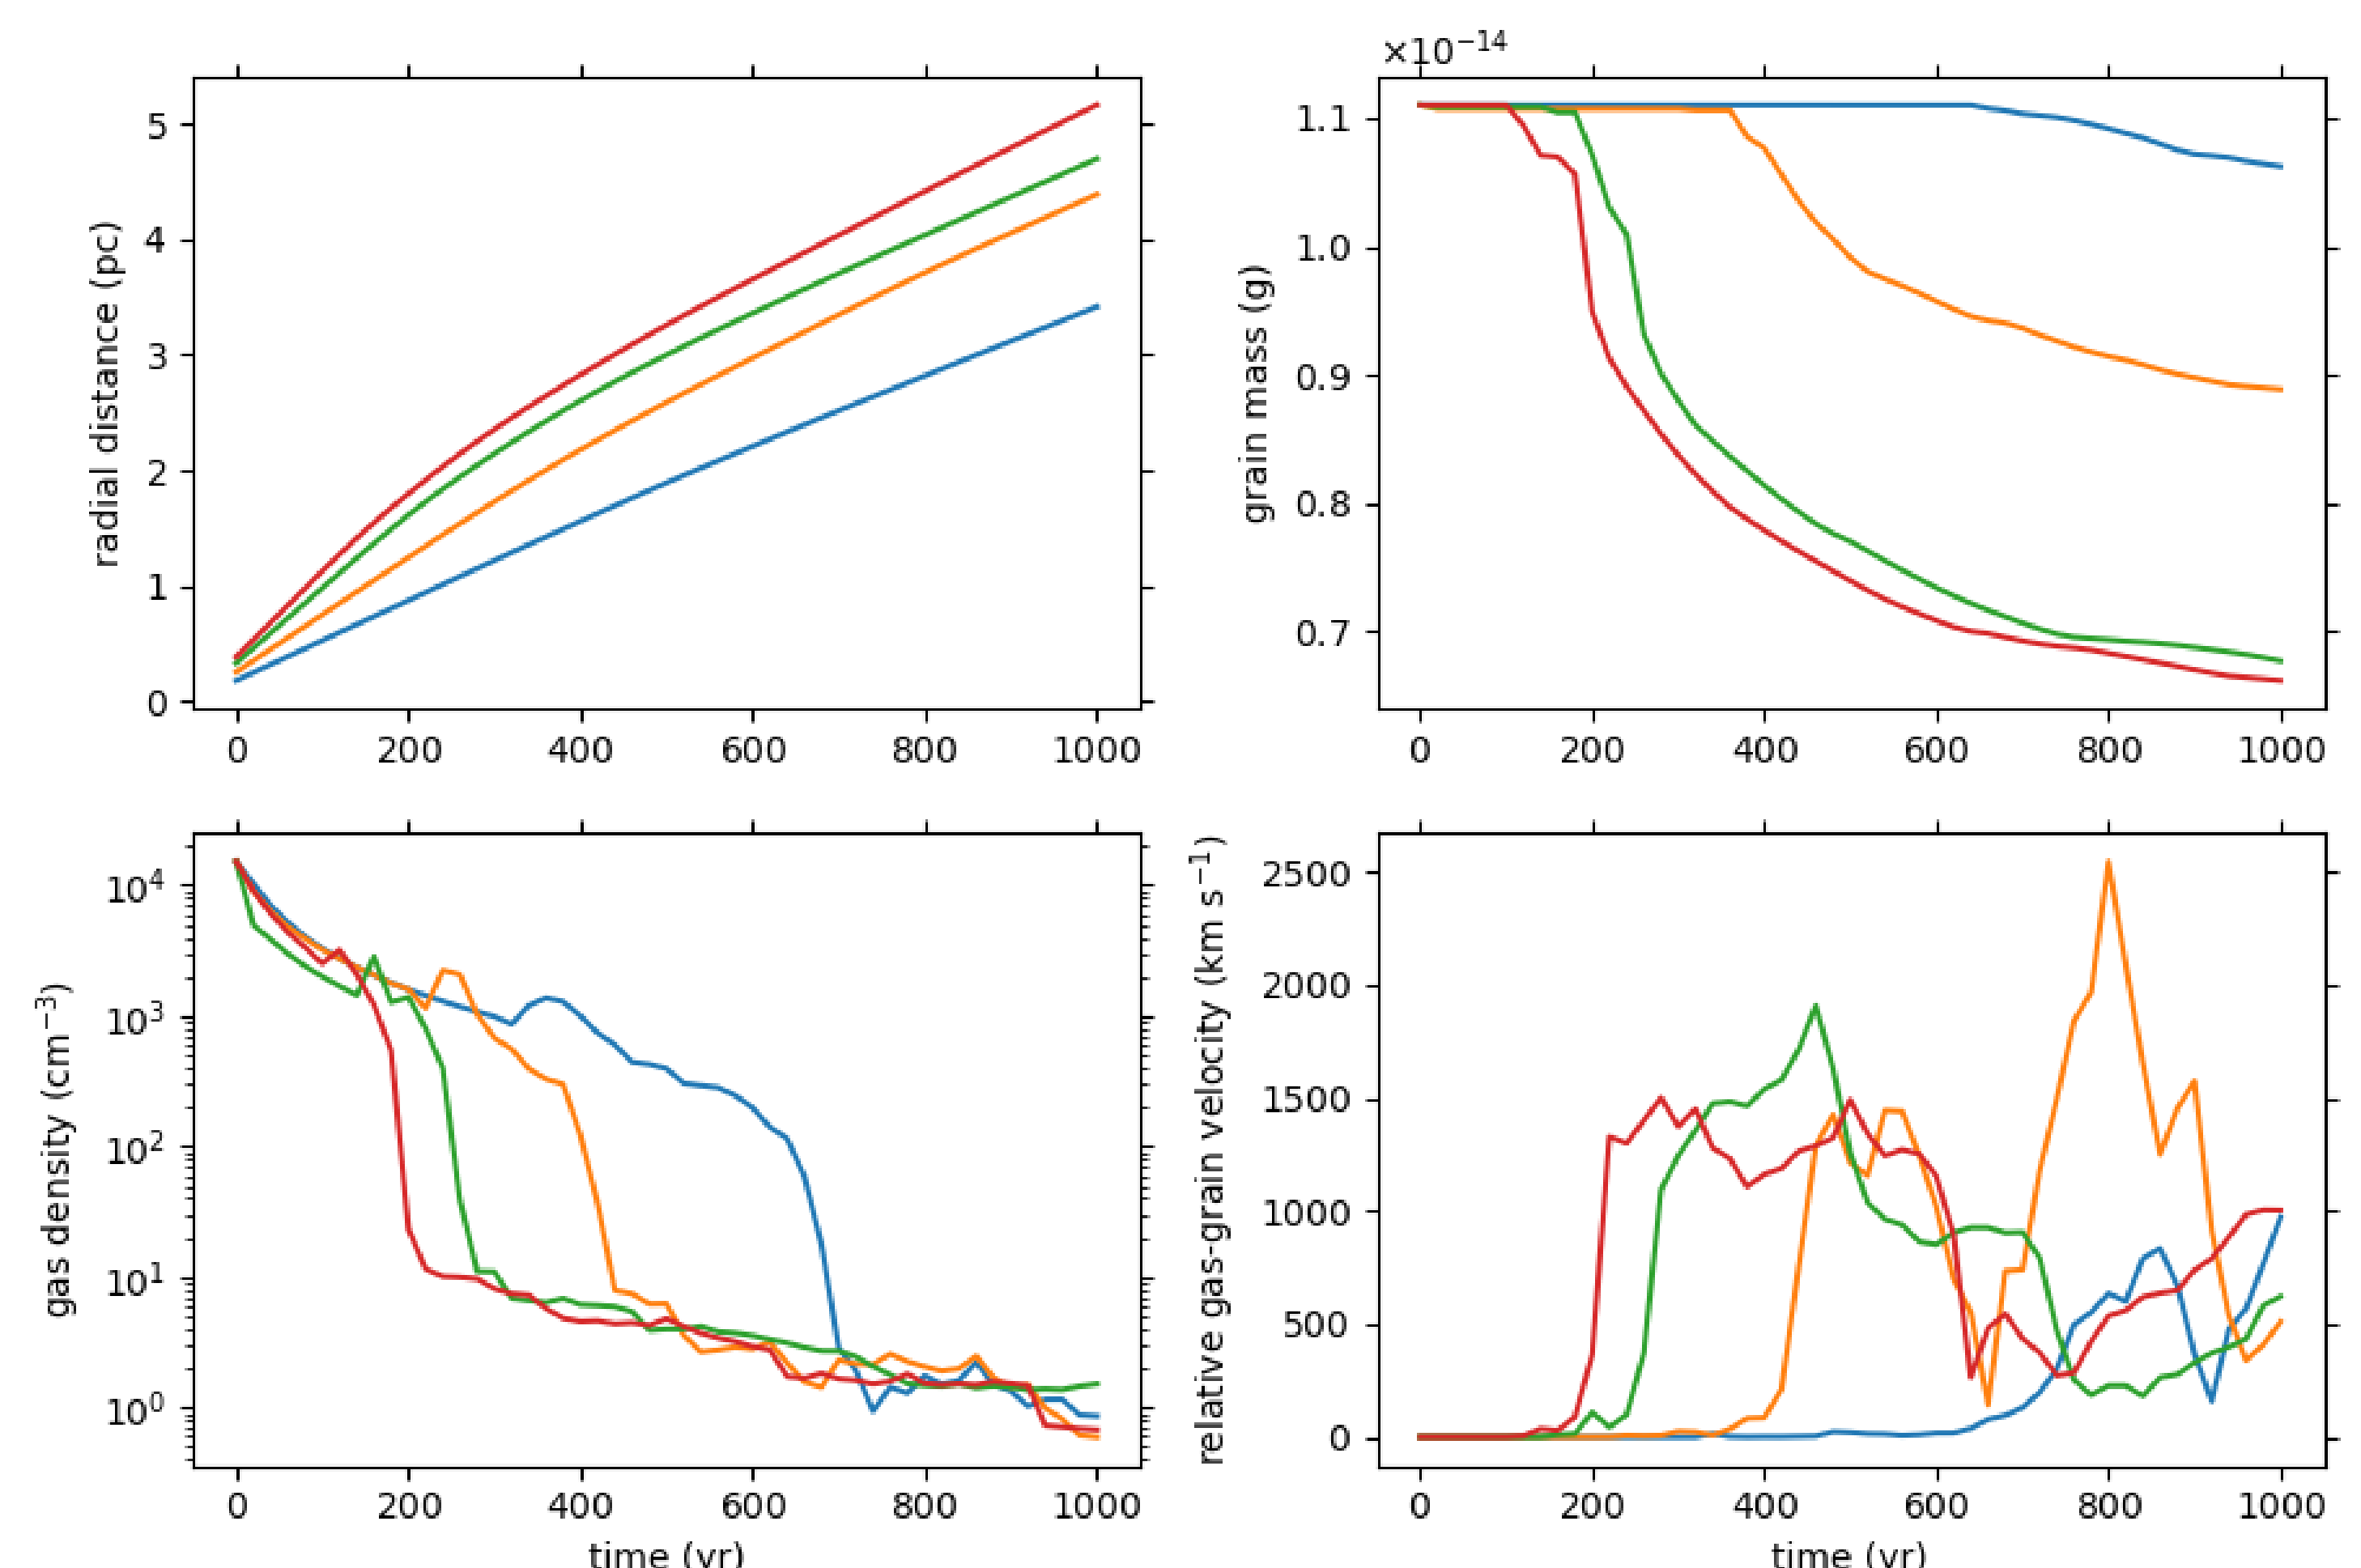 ×10⁻¹⁴
radial distance (pc)
5
4
3
2
1
0
0 200 400 600 800 1000
grain mass (g)
1.1
1.0
0.9
0.8
0.7
0 200 400 600 800 1000
gas density (cm⁻³)
10⁴
10³
10²
10¹
10⁰
0 200 400 600 800 1000
time (yr)
relative gas-grain velocity (km s⁻¹)
2500
2000
1500
1000
500
0
0 200 400 600 800 1000
time (yr)